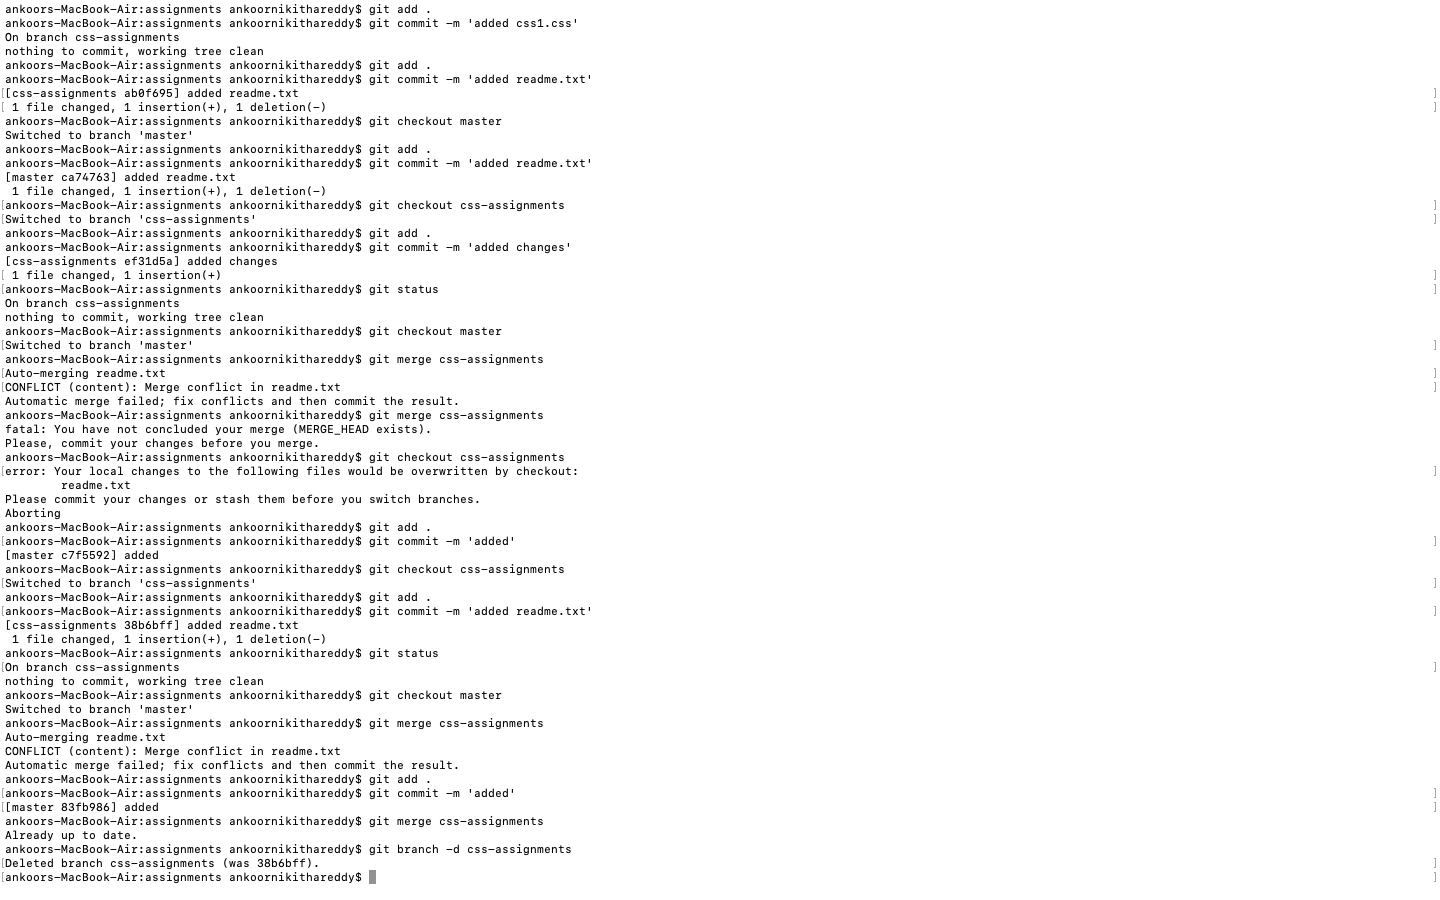 ankoors-MacBook-Air:assignments ankoornikithareddy$ git add .
ankoors-MacBook-Air:assignments ankoornikithareddy$ git commit -m 'added css1.css'
On branch css-assignments
nothing to commit, working tree clean
ankoors-MacBook-Air:assignments ankoornikithareddy$ git add .
ankoors-MacBook-Air:assignments ankoornikithareddy$ git commit -m 'added readme.txt'
[[css-assignments ab0f695] added readme.txt ]
[ 1 file changed, 1 insertion(+), 1 deletion(-) ]
ankoors-MacBook-Air:assignments ankoornikithareddy$ git checkout master
Switched to branch 'master'
ankoors-MacBook-Air:assignments ankoornikithareddy$ git add .
ankoors-MacBook-Air:assignments ankoornikithareddy$ git commit -m 'added readme.txt'
[master ca74763] added readme.txt
1 file changed, 1 insertion(+), 1 deletion(-)
[ankoors-MacBook-Air:assignments ankoornikithareddy$ git checkout css-assignments ]
[Switched to branch 'css-assignments' ]
ankoors-MacBook-Air:assignments ankoornikithareddy$ git add .
ankoors-MacBook-Air:assignments ankoornikithareddy$ git commit -m 'added changes'
[css-assignments ef31d5a] added changes
[ 1 file changed, 1 insertion(+) ]
[ankoors-MacBook-Air:assignments ankoornikithareddy$ git status ]
On branch css-assignments
nothing to commit, working tree clean
ankoors-MacBook-Air:assignments ankoornikithareddy$ git checkout master
[Switched to branch 'master' ]
ankoors-MacBook-Air:assignments ankoornikithareddy$ git merge css-assignments
[Auto-merging readme.txt ]
[CONFLICT (content): Merge conflict in readme.txt ]
Automatic merge failed; fix conflicts and then commit the result.
ankoors-MacBook-Air:assignments ankoornikithareddy$ git merge css-assignments
fatal: You have not concluded your merge (MERGE_HEAD exists).
Please, commit your changes before you merge.
ankoors-MacBook-Air:assignments ankoornikithareddy$ git checkout css-assignments
[error: Your local changes to the following files would be overwritten by checkout: ]
readme.txt
Please commit your changes or stash them before you switch branches.
Aborting
ankoors-MacBook-Air:assignments ankoornikithareddy$ git add .
[ankoors-MacBook-Air:assignments ankoornikithareddy$ git commit -m 'added' ]
[master c7f5592] added
ankoors-MacBook-Air:assignments ankoornikithareddy$ git checkout css-assignments
[Switched to branch 'css-assignments' ]
ankoors-MacBook-Air:assignments ankoornikithareddy$ git add .
[ankoors-MacBook-Air:assignments ankoornikithareddy$ git commit -m 'added readme.txt' ]
[css-assignments 38b6bff] added readme.txt
1 file changed, 1 insertion(+), 1 deletion(-)
ankoors-MacBook-Air:assignments ankoornikithareddy$ git status
[On branch css-assignments ]
nothing to commit, working tree clean
ankoors-MacBook-Air:assignments ankoornikithareddy$ git checkout master
Switched to branch 'master'
ankoors-MacBook-Air:assignments ankoornikithareddy$ git merge css-assignments
Auto-merging readme.txt
CONFLICT (content): Merge conflict in readme.txt
Automatic merge failed; fix conflicts and then commit the result.
ankoors-MacBook-Air:assignments ankoornikithareddy$ git add .
[ankoors-MacBook-Air:assignments ankoornikithareddy$ git commit -m 'added' ]
[[master 83fb986] added ]
ankoors-MacBook-Air:assignments ankoornikithareddy$ git merge css-assignments
Already up to date.
ankoors-MacBook-Air:assignments ankoornikithareddy$ git branch -d css-assignments
[Deleted branch css-assignments (was 38b6bff). ]
[ankoors-MacBook-Air:assignments ankoornikithareddy$ ]